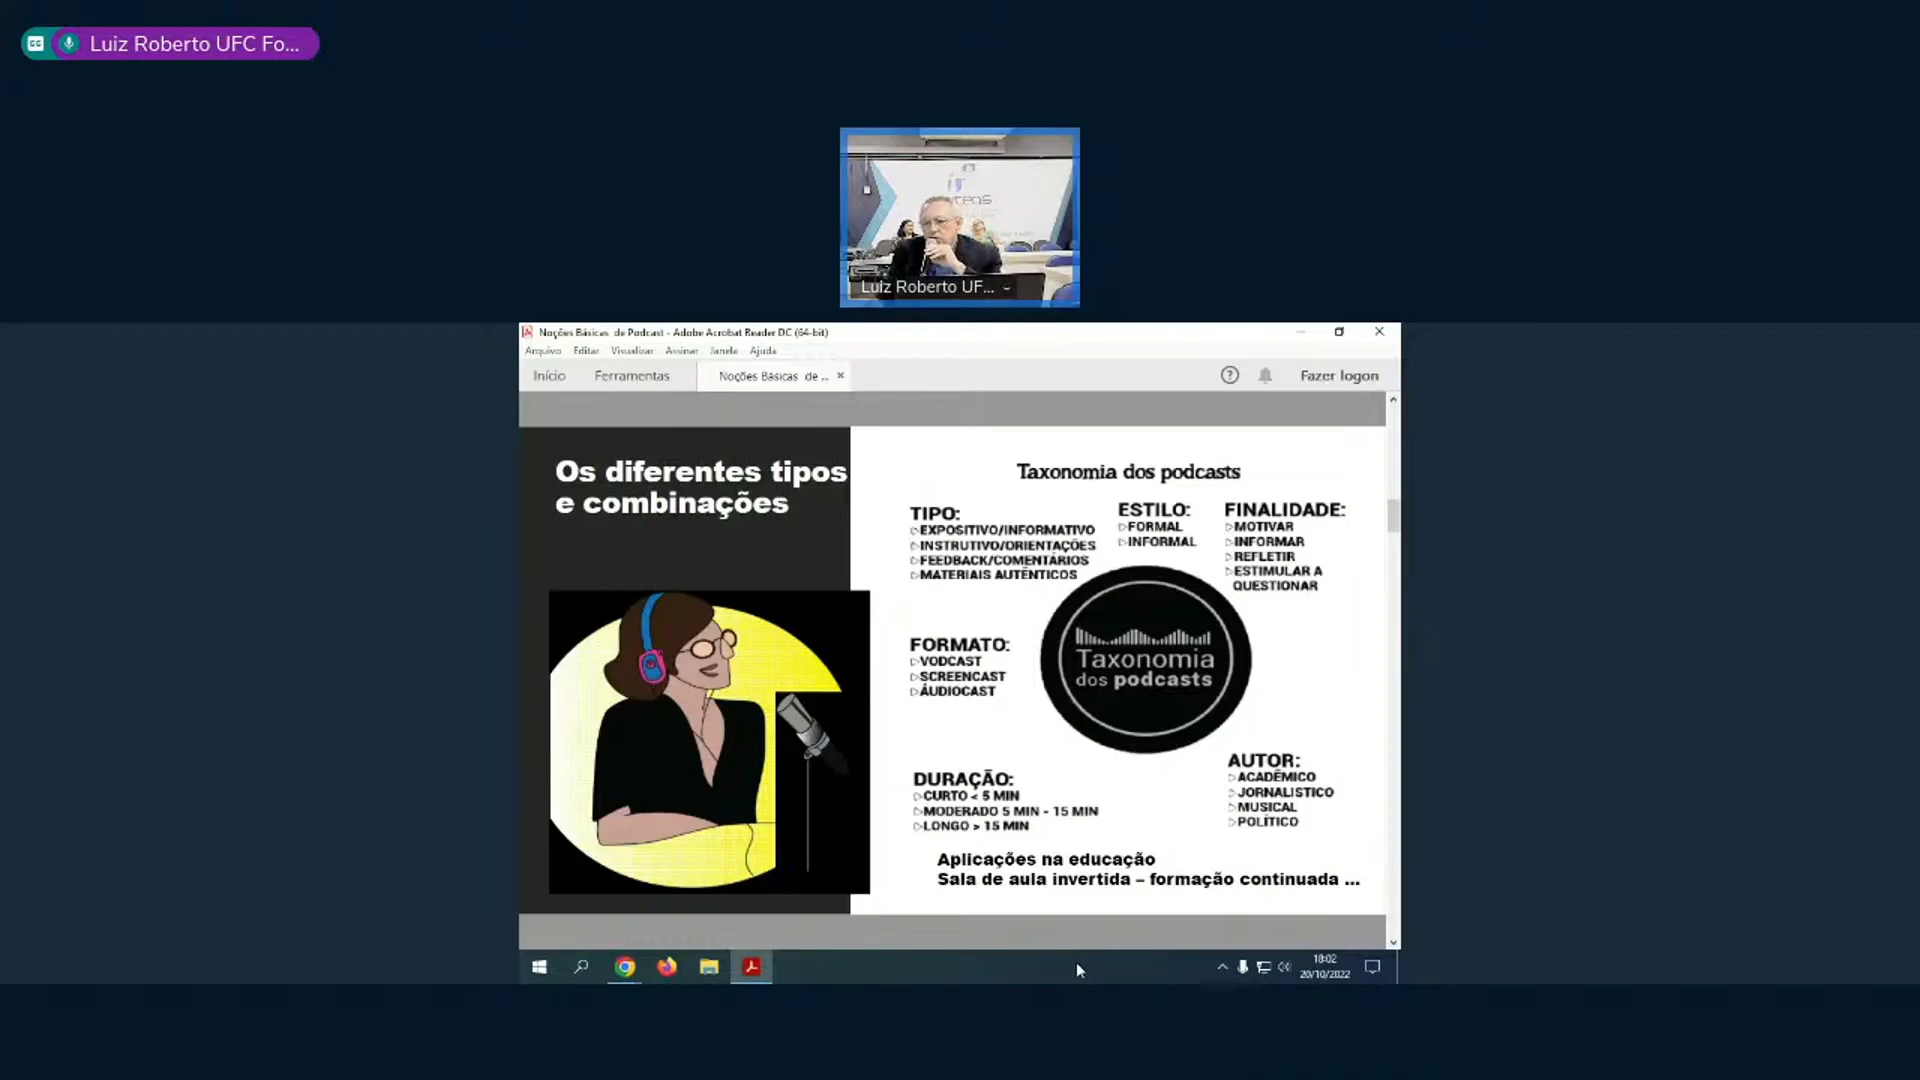 Luiz Roberto UFC Fo...
Luiz Roberto UF...
Noções Básicas de Podcast - Adobe Acrobat Reader DC (64-bit)
Arquivo Editar Visualizar Assinar Janela Ajuda
Início Ferramentas Noções Básicas de ... Fazer logon
Os diferentes tipos
e combinações
Taxonomia dos podcasts
TIPO:
EXPOSITIVO/INFORMATIVO
INSTRUTIVO/ORIENTAÇÕES
FEEDBACK/COMENTÁRIOS
MATERIAIS AUTÊNTICOS
ESTILO:
FORMAL
INFORMAL
FINALIDADE:
MOTIVAR
INFORMAR
REFLETIR
ESTIMULAR A
QUESTIONAR
FORMATO:
VODCAST
SCREENCAST
ÁUDIOCAST
Taxonomia
dos podcasts
DURAÇÃO:
CURTO < 5 MIN
MODERADO 5 MIN - 15 MIN
LONGO > 15 MIN
AUTOR:
ACADÊMICO
JORNALISTICO
MUSICAL
POLÍTICO
Aplicações na educação
Sala de aula invertida – formação continuada ...
18:02
20/10/2022